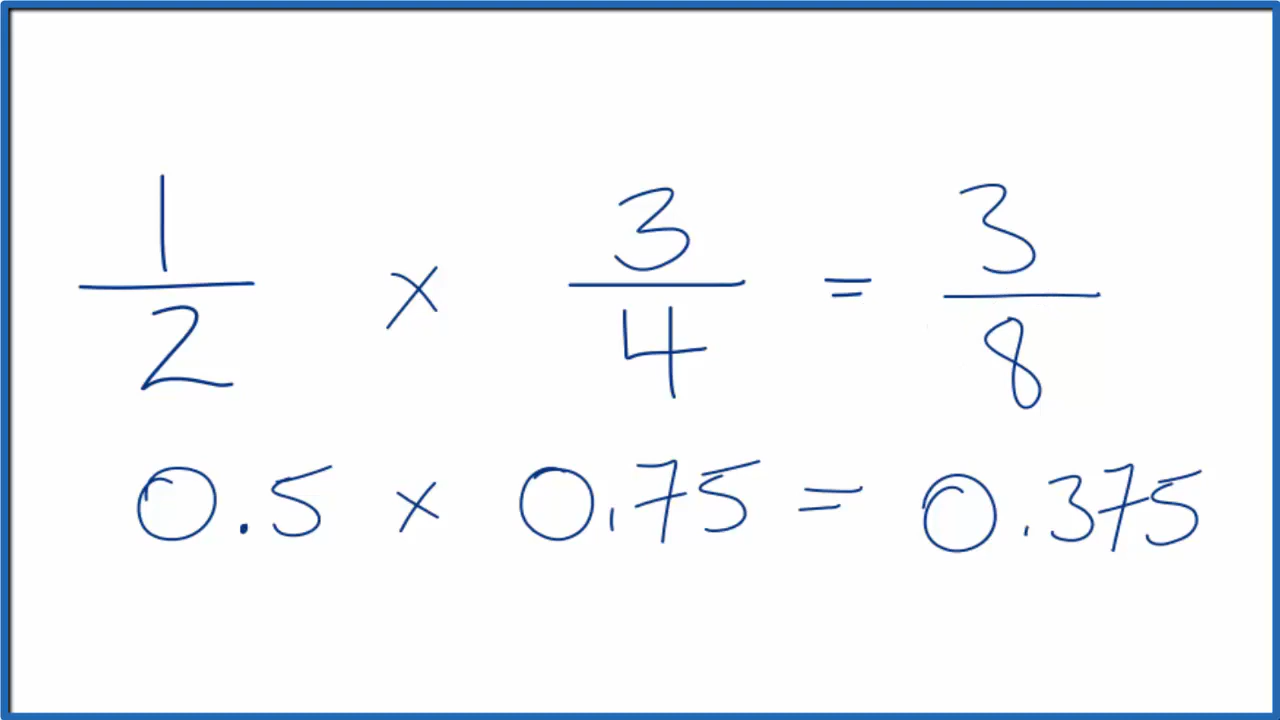 1/2 × 3/4 = 3/8
0.5 × 0.75 = 0.375